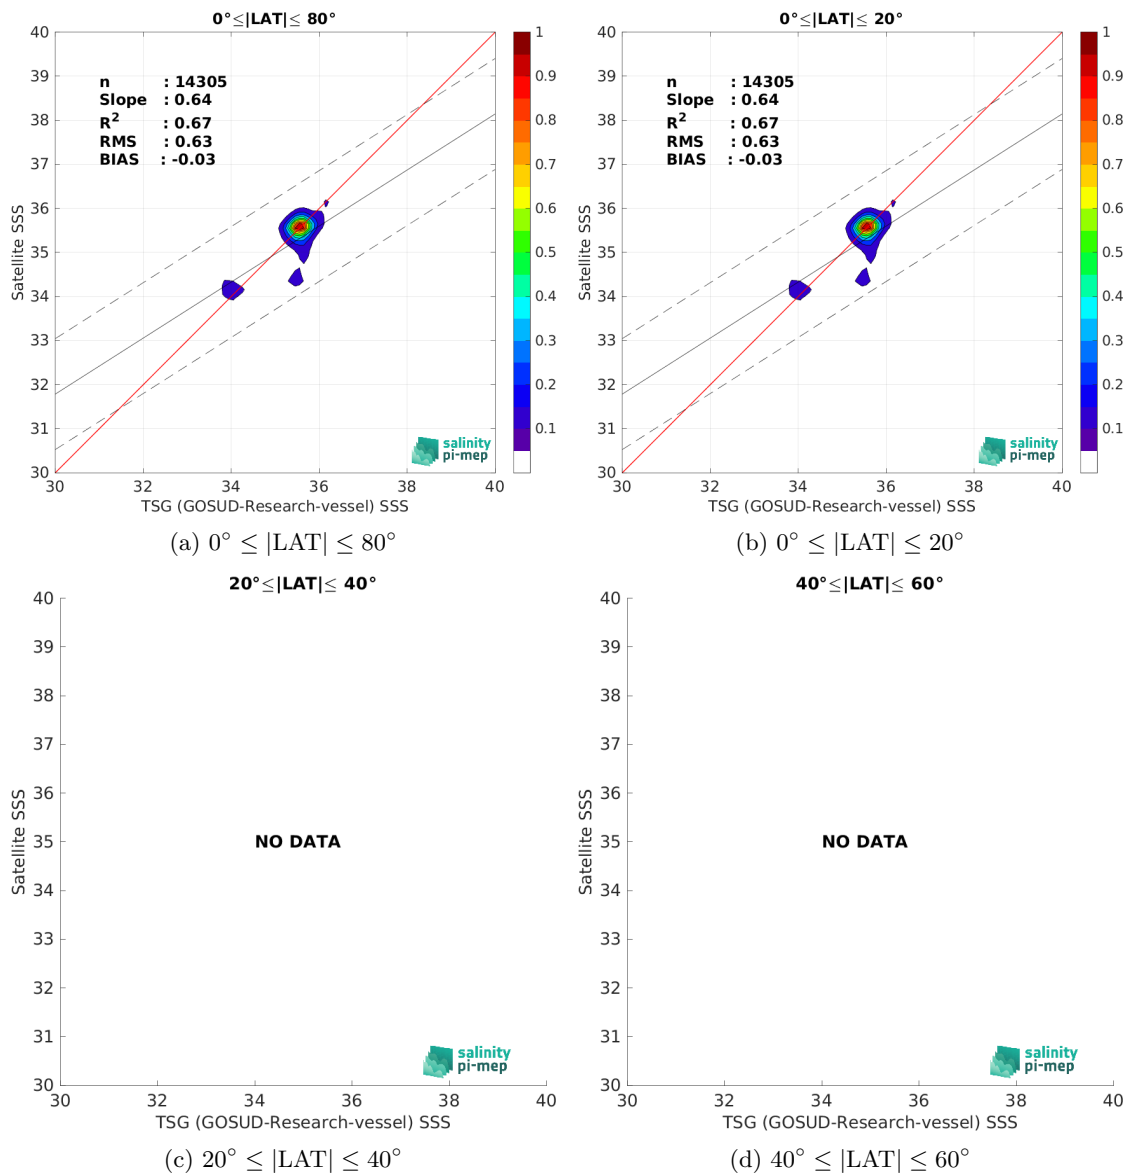 0°≤|LAT|≤ 80°
40
39
38
37
36
35
34
33
32
31
30
Satellite SSS
n : 14305
Slope : 0.64
R² : 0.67
RMS : 0.63
BIAS : -0.03
1
0.9
0.8
0.7
0.6
0.5
0.4
0.3
0.2
0.1
salinity
pi-mep
30 32 34 36 38 40
TSG (GOSUD-Research-vessel) SSS
(a) 0° ≤ |LAT| ≤ 80°
0°≤|LAT|≤ 20°
40
39
38
37
36
35
34
33
32
31
30
Satellite SSS
n : 14305
Slope : 0.64
R² : 0.67
RMS : 0.63
BIAS : -0.03
1
0.9
0.8
0.7
0.6
0.5
0.4
0.3
0.2
0.1
salinity
pi-mep
30 32 34 36 38 40
TSG (GOSUD-Research-vessel) SSS
(b) 0° ≤ |LAT| ≤ 20°
20°≤|LAT|≤ 40°
40
39
38
37
36
35
34
33
32
31
30
Satellite SSS
NO DATA
salinity
pi-mep
30 32 34 36 38 40
TSG (GOSUD-Research-vessel) SSS
(c) 20° ≤ |LAT| ≤ 40°
40°≤|LAT|≤ 60°
40
39
38
37
36
35
34
33
32
31
30
Satellite SSS
NO DATA
salinity
pi-mep
30 32 34 36 38 40
TSG (GOSUD-Research-vessel) SSS
(d) 40° ≤ |LAT| ≤ 60°